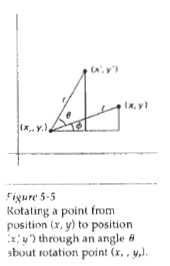 (x', y')
r
r
(x, y)
θ
ϕ
(xᵣ, yᵣ)
Figure 5-5
Rotating a point from
position (x, y) to position
(x', y') through an angle θ
about rotation point (xᵣ, yᵣ).